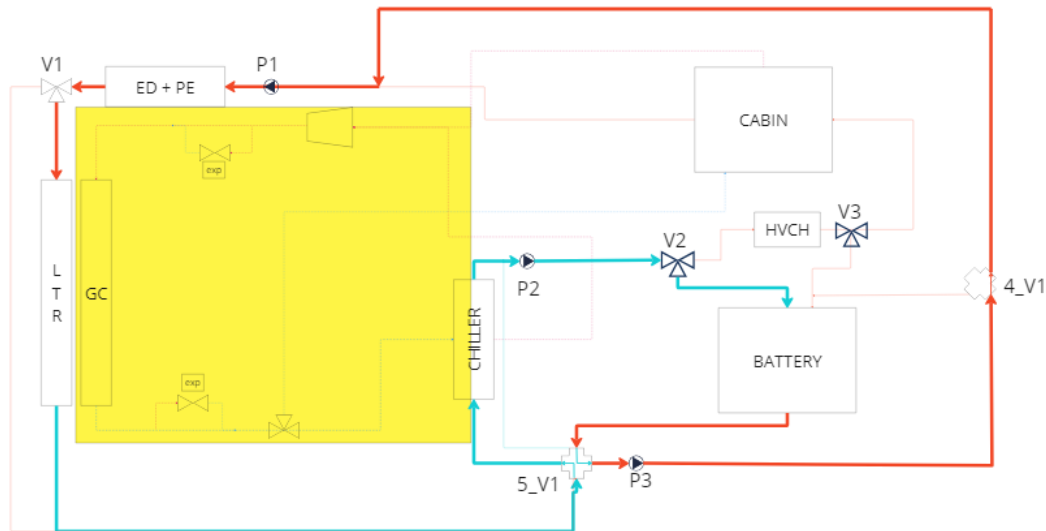 V1
P1
ED + PE
CABIN
exp
V2
HVCH
V3
L
T
R
GC
P2
CHILLER
4_V1
BATTERY
exp
5_V1
P3